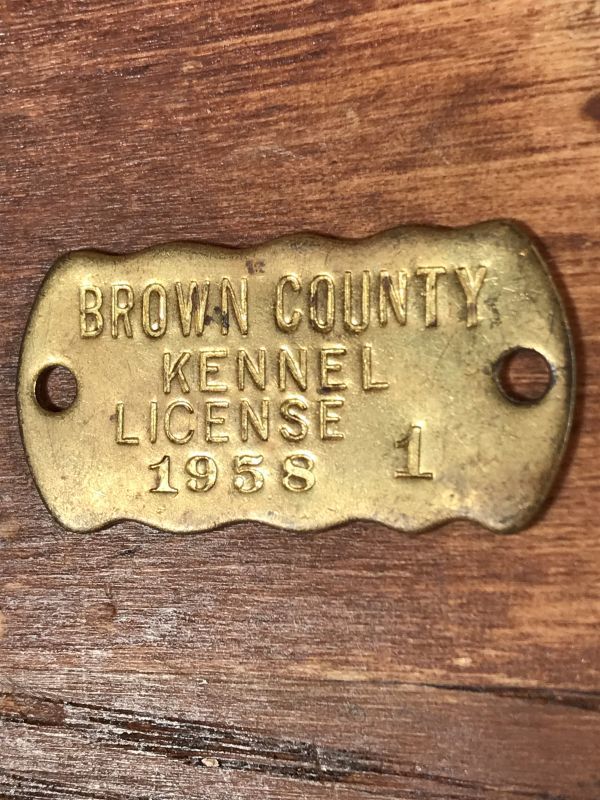 BROWN COUNTY
KENNEL
LICENSE
1958 1